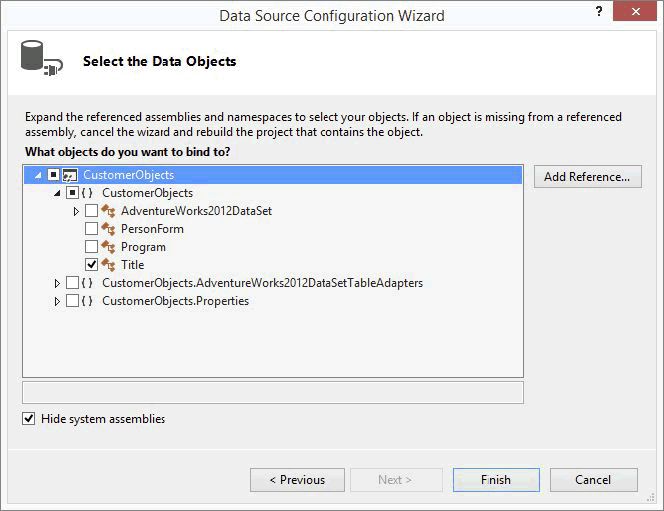 Data Source Configuration Wizard
?
Select the Data Objects
Expand the referenced assemblies and namespaces to select your objects. If an object is missing from a referenced
assembly, cancel the wizard and rebuild the project that contains the object.
What objects do you want to bind to?
CustomerObjects
Add Reference...
{ } CustomerObjects
AdventureWorks2012DataSet
PersonForm
Program
Title
{ } CustomerObjects.AdventureWorks2012DataSetTableAdapters
{ } CustomerObjects.Properties
Hide system assemblies
< Previous
Next >
Finish
Cancel